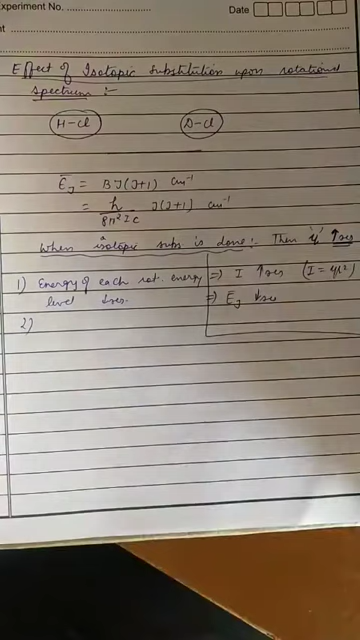 Experiment No.
Date
Effect of Isotopic substitution upon rotational
spectrum :-
H-Cl
D-Cl
E̅J = BJ(J+1) cm⁻¹
= h/8π²Ic J(J+1) cm⁻¹
When isotopic subs is done:- Then 'μ' ↑ses
1) Energy of each rot. energy
level ↓ses.
⇒ I ↑ses (I = μr²)
⇒ E̅J ↓ses
2)